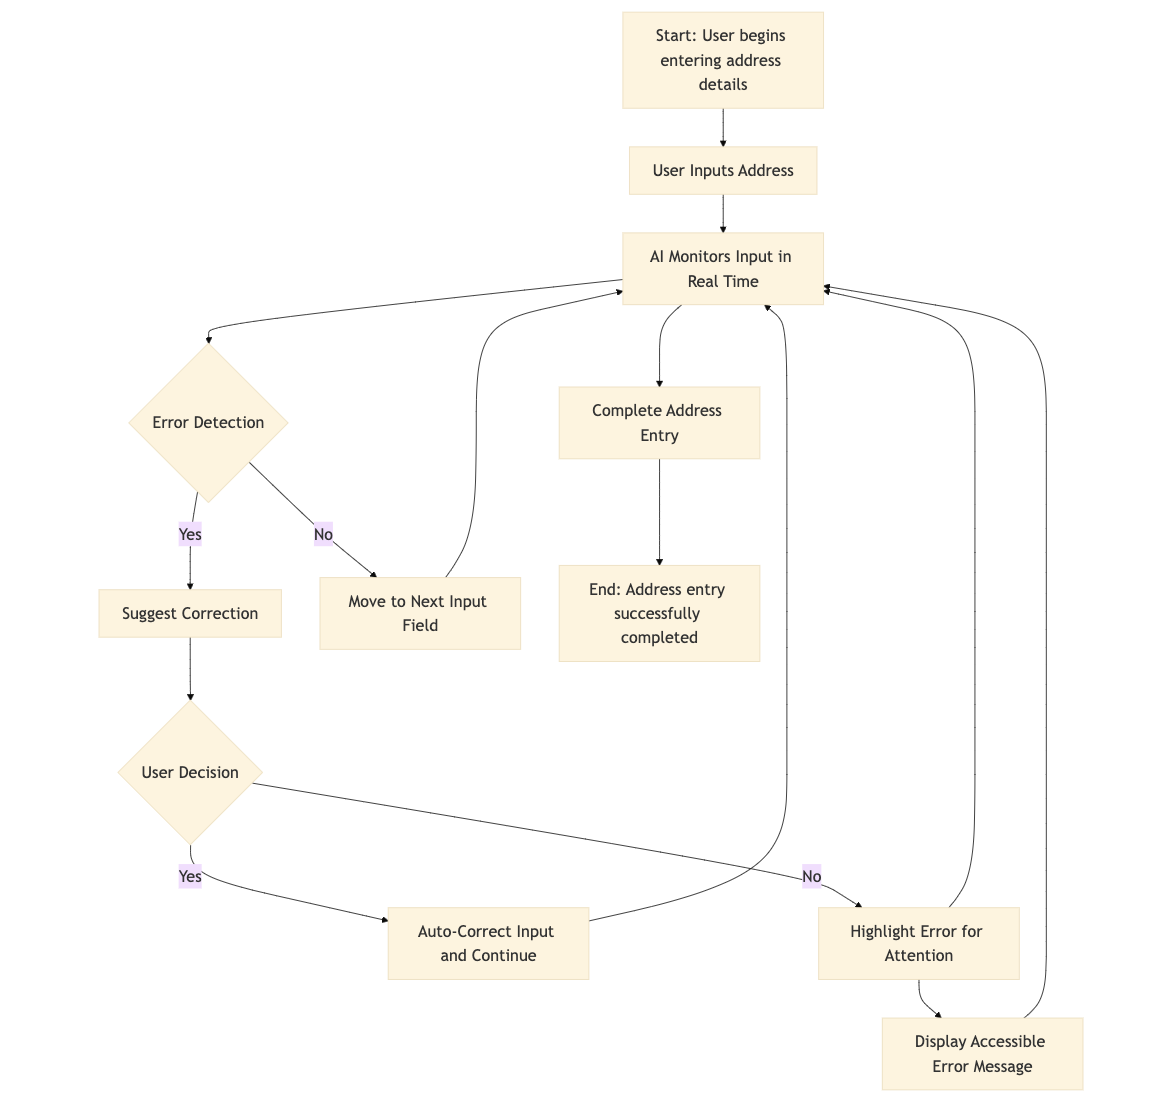 Start: User begins
entering address
details
User Inputs Address
AI Monitors Input in
Real Time
Error Detection
Complete Address
Entry
Yes
No
Suggest Correction
Move to Next Input
Field
End: Address entry
successfully
completed
User Decision
Yes
No
Auto-Correct Input
and Continue
Highlight Error for
Attention
Display Accessible
Error Message